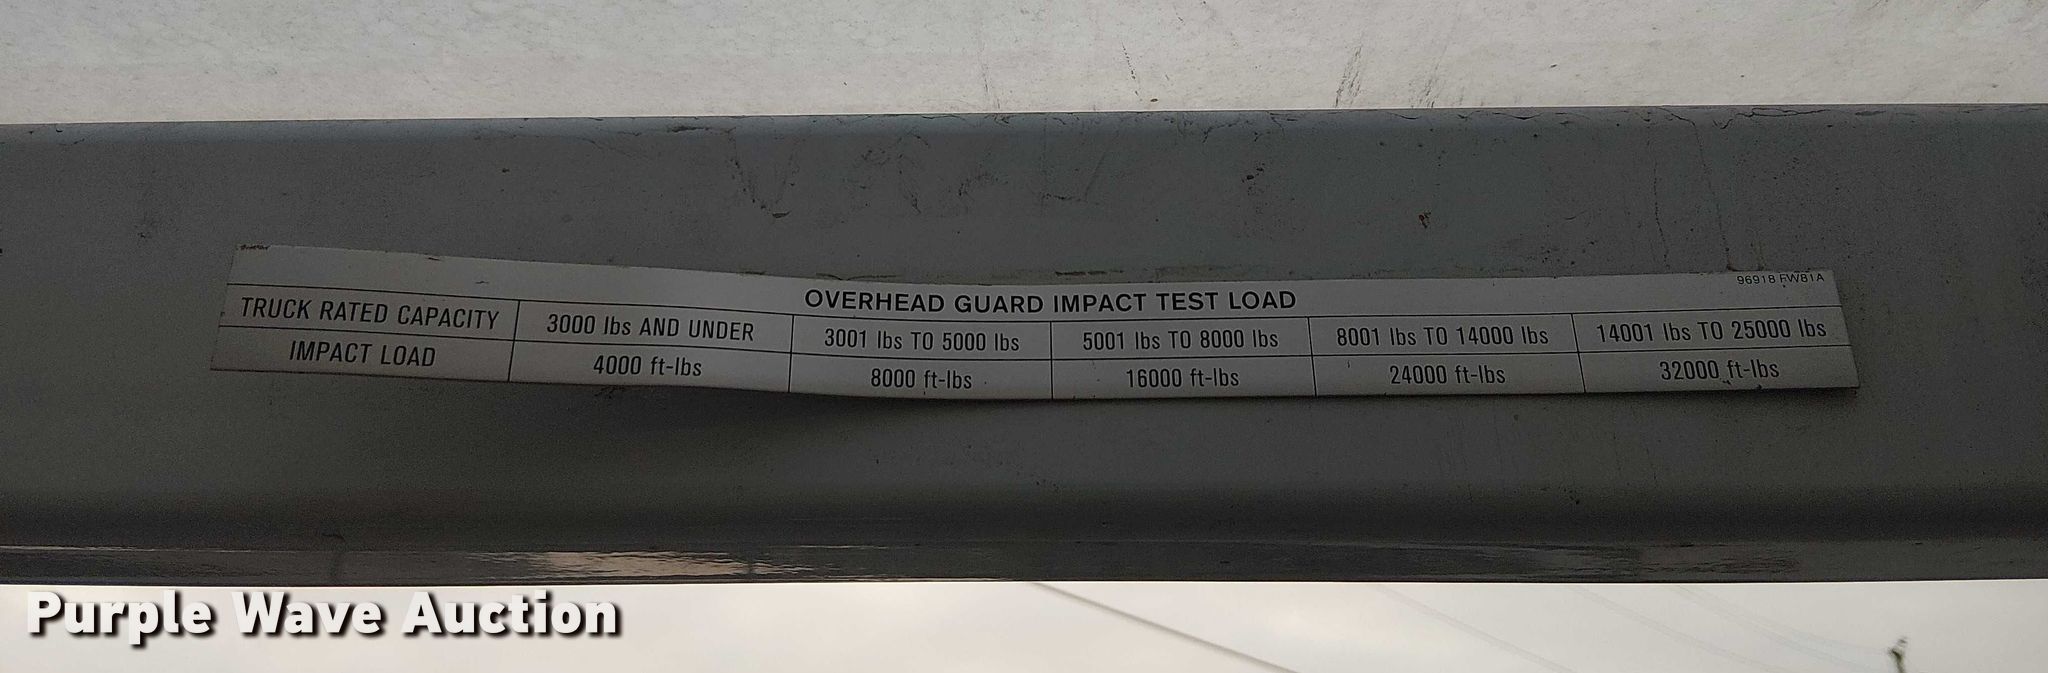 96918 FW81A
OVERHEAD GUARD IMPACT TEST LOAD
TRUCK RATED CAPACITY 3000 lbs AND UNDER 3001 lbs TO 5000 lbs 5001 lbs TO 8000 lbs 8001 lbs TO 14000 lbs 14001 lbs TO 25000 lbs
IMPACT LOAD 4000 ft-lbs 8000 ft-lbs 16000 ft-lbs 24000 ft-lbs 32000 ft-lbs
Purple Wave Auction